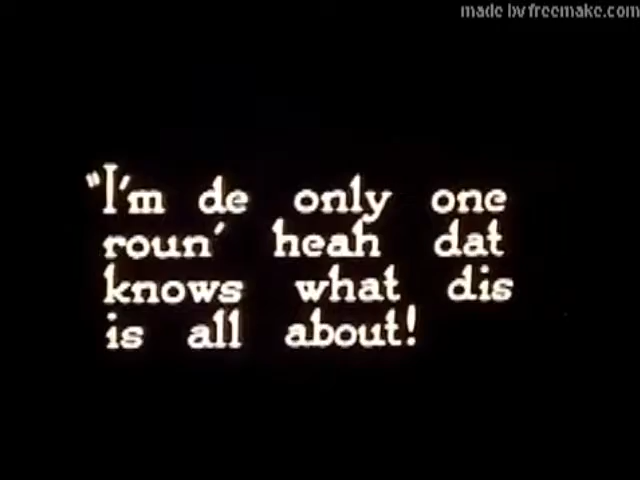 made by freemake.com
"I'm de only one
roun' heah dat
knows what dis
is all about!